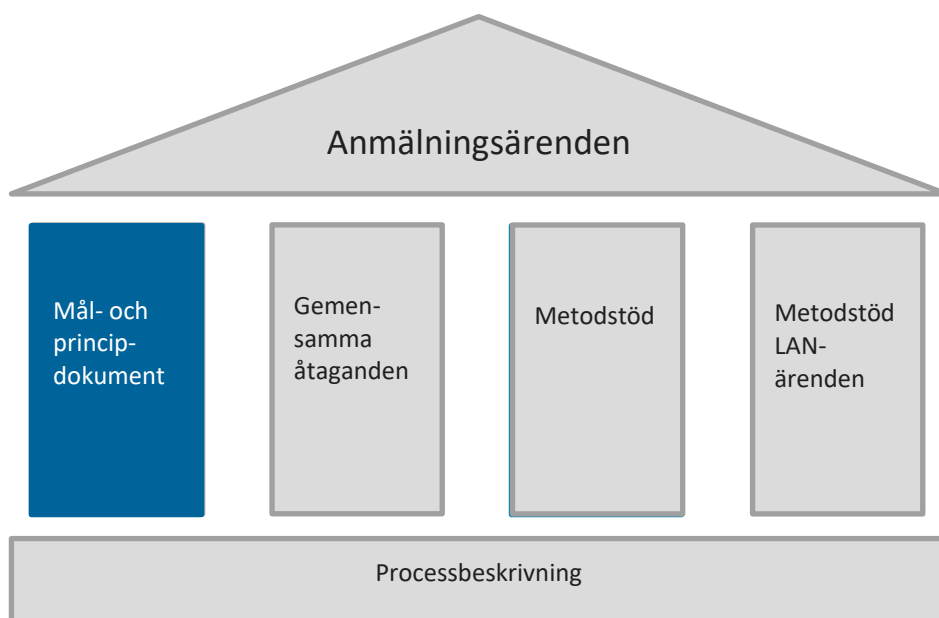 Anmälningsärenden
Mål- och
princip-
dokument
Gemen-
samma
åtaganden
Metodstöd
Metodstöd
LAN-
ärenden
Processbeskrivning